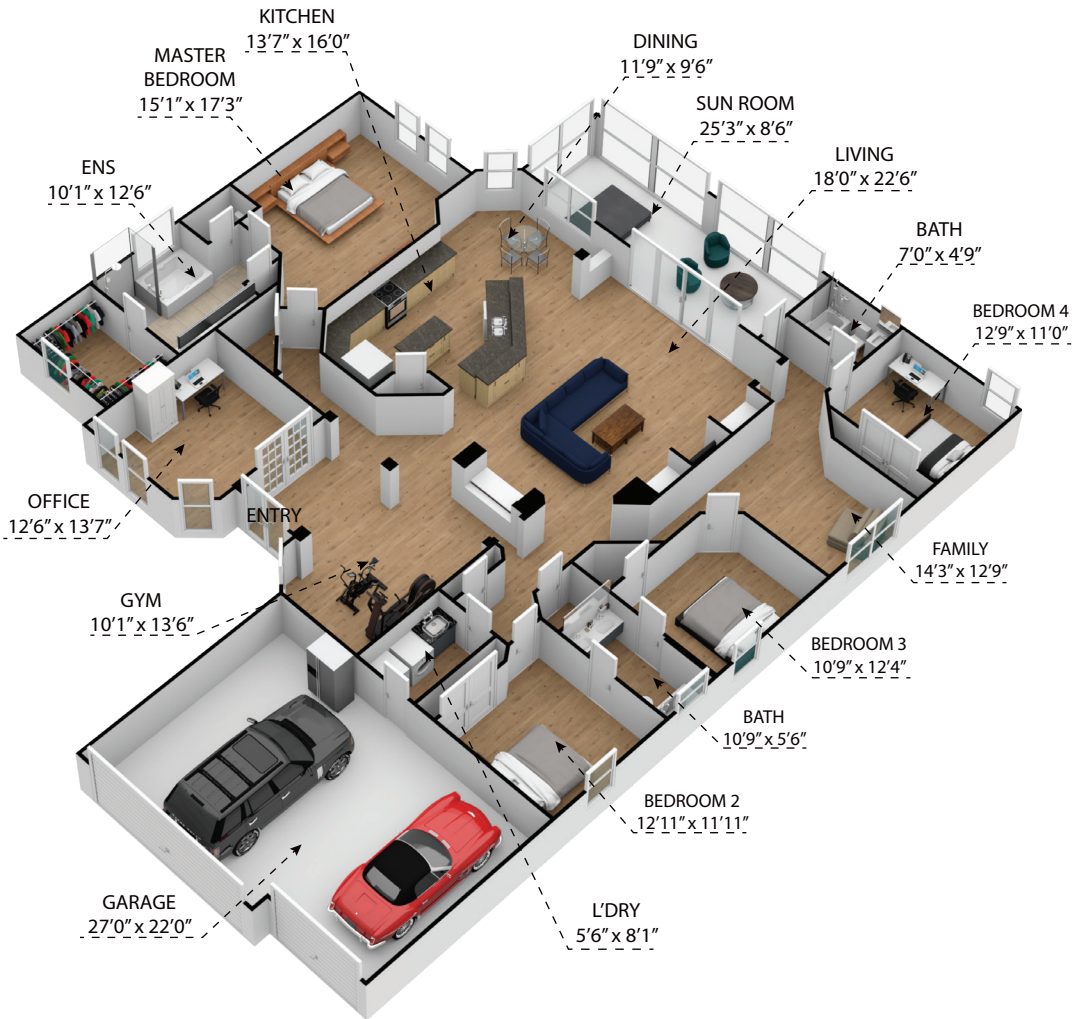 KITCHEN
13’7” x 16’0”
MASTER
BEDROOM
15’1” x 17’3”
DINING
11’9” x 9’6”
SUN ROOM
25’3” x 8’6”
ENS
10’1” x 12’6”
LIVING
18’0” x 22’6”
BATH
7’0” x 4’9”
BEDROOM 4
12’9” x 11’0”
OFFICE
12’6” x 13’7”
ENTRY
FAMILY
14’3” x 12’9”
GYM
10’1” x 13’6”
BEDROOM 3
10’9” x 12’4”
BATH
10’9” x 5’6”
BEDROOM 2
12’11” x 11’11”
GARAGE
27’0” x 22’0”
L’DRY
5’6” x 8’1”